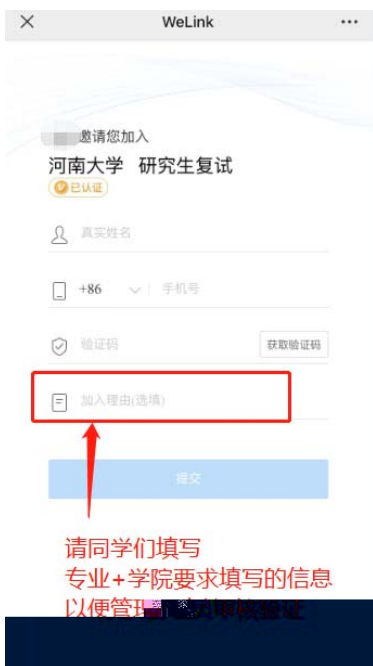 WeLink
邀请您加入
河南大学 研究生复试
已认证
真实姓名
+86 手机号
验证码 获取验证码
加入理由(选填)
提交
请同学们填写
专业+学院要求填写的信息
以便管理
审核验证